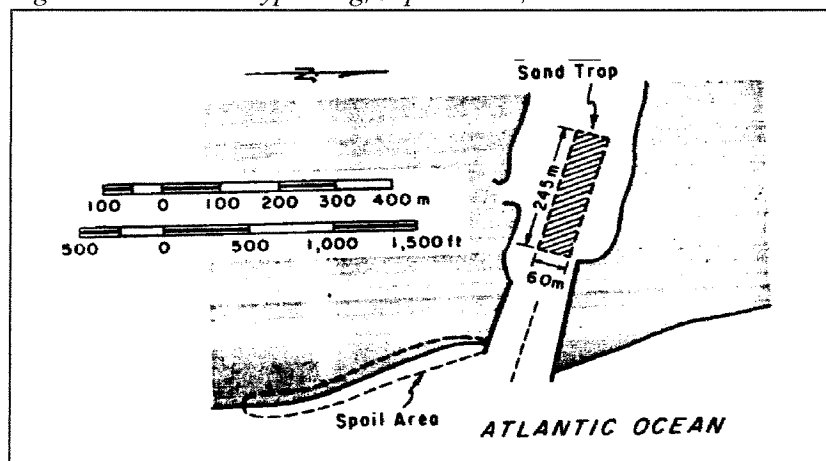 N
Sand Trap
245m
100 0 100 200 300 400 m
500 0 500 1,000 1,500 ft
60m
Spoil Area
ATLANTIC OCEAN